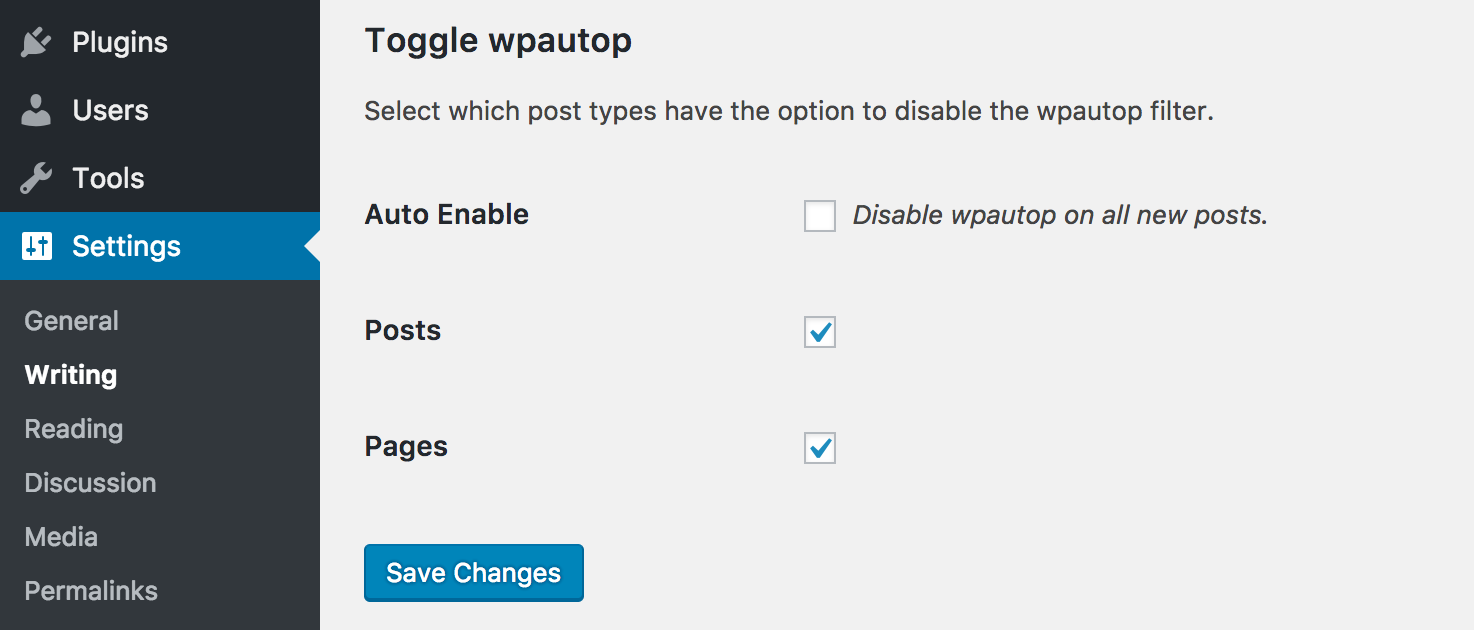 Plugins
Users
Tools
Settings
General
Writing
Reading
Discussion
Media
Permalinks
Toggle wpautop
Select which post types have the option to disable the wpautop filter.
Auto Enable
Disable wpautop on all new posts.
Posts
Pages
Save Changes